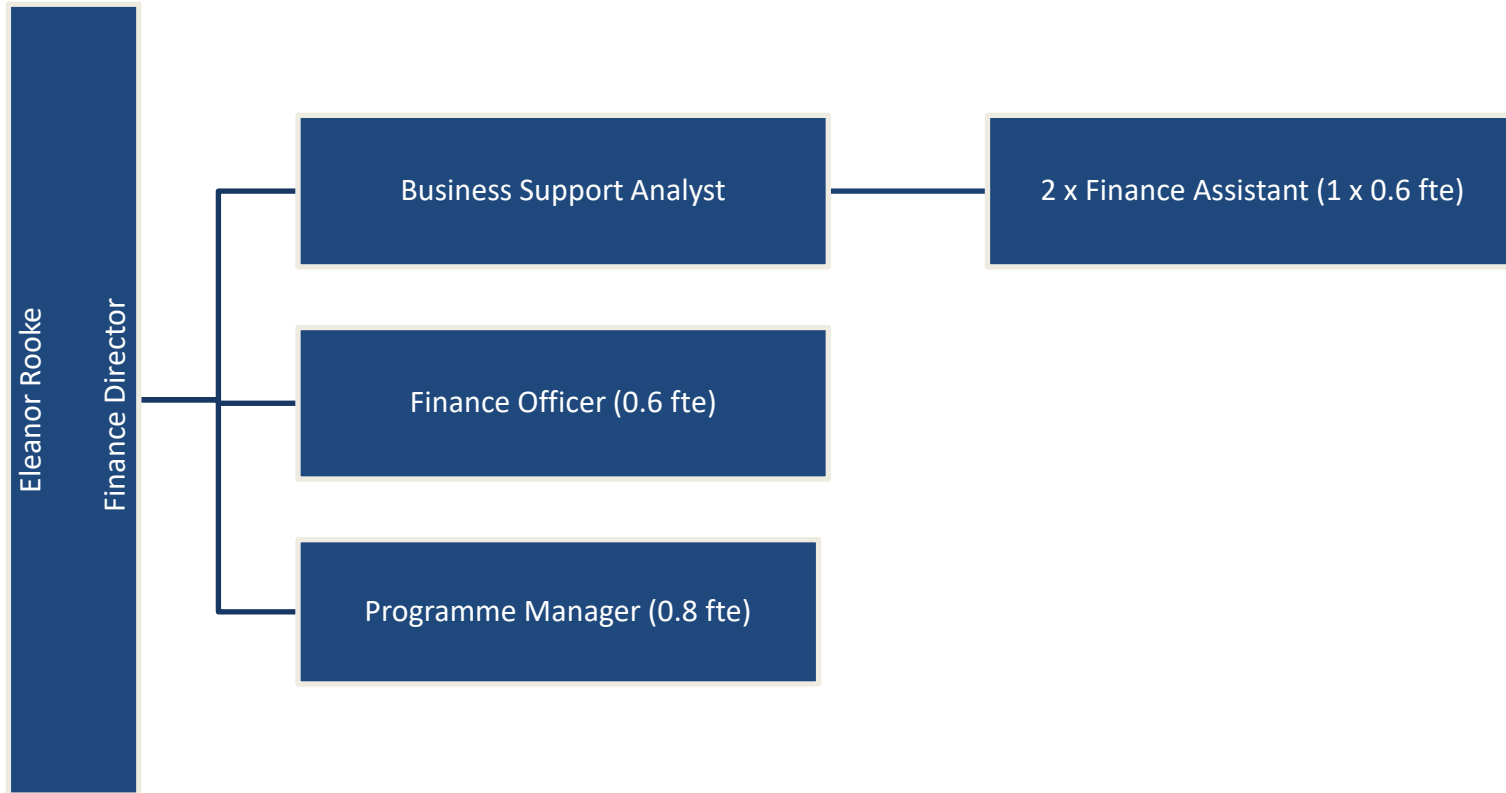 Eleanor Rooke
Finance Director
Business Support Analyst
2 x Finance Assistant (1 x 0.6 fte)
Finance Officer (0.6 fte)
Programme Manager (0.8 fte)